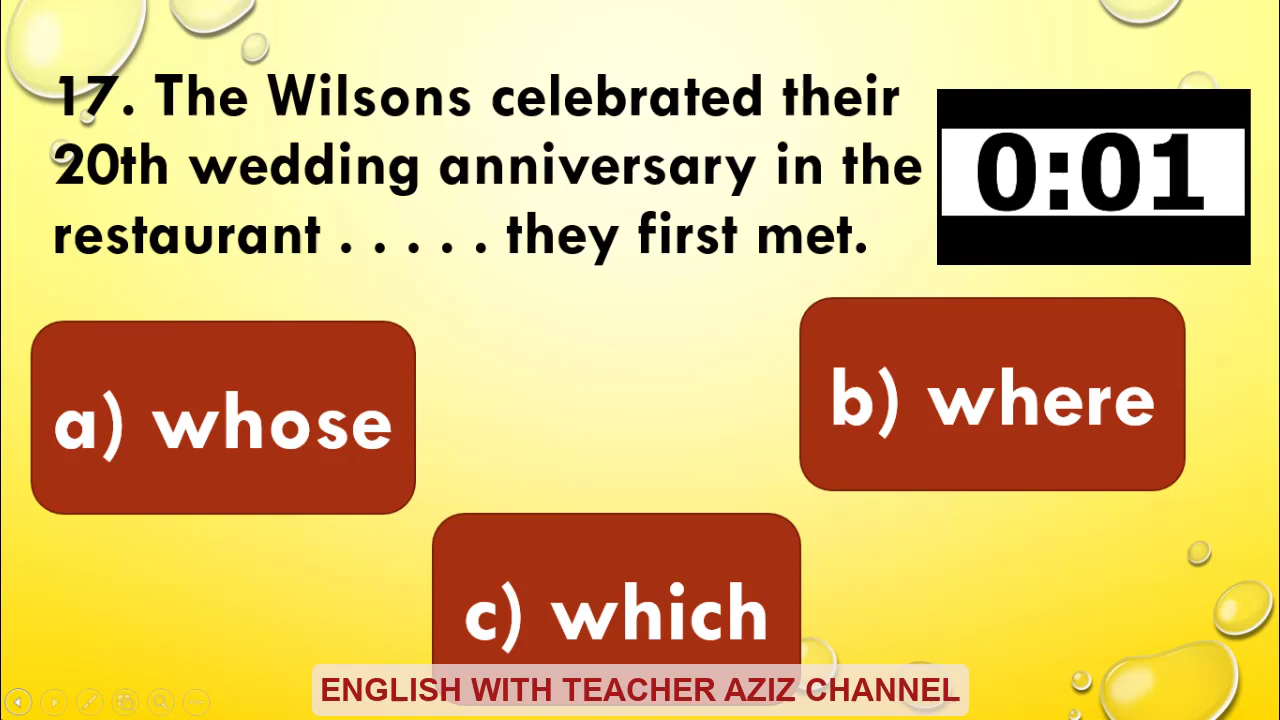 17. The Wilsons celebrated their
20th wedding anniversary in the
restaurant . . . . . they first met.
0:01
a) whose
b) where
c) which
ENGLISH WITH TEACHER AZIZ CHANNEL